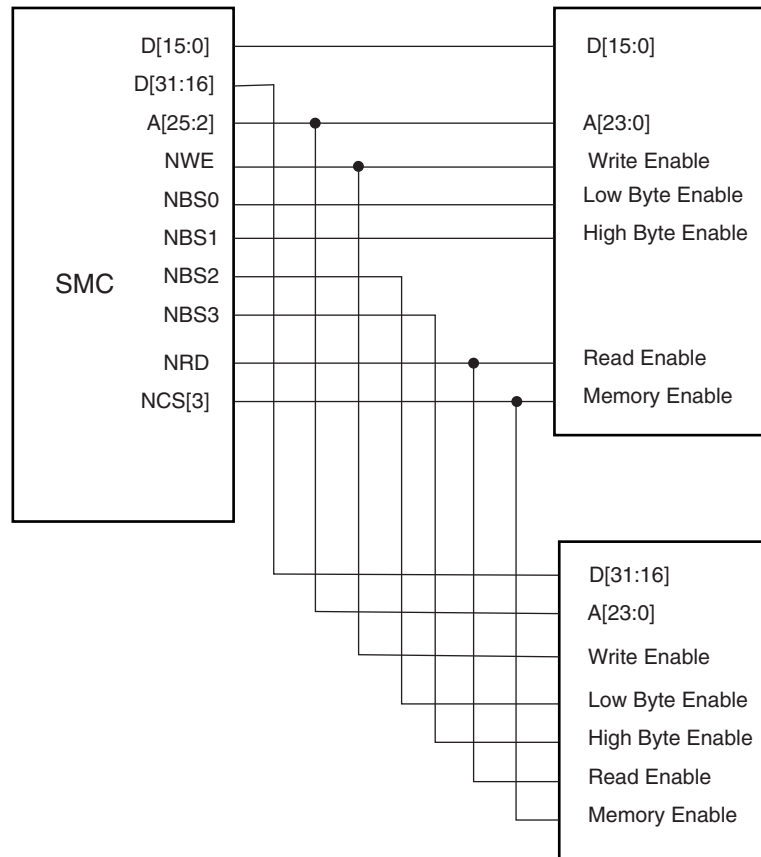 SMC
D[15:0]
D[31:16]
A[25:2]
NWE
NBS0
NBS1
NBS2
NBS3
NRD
NCS[3]
D[15:0]
A[23:0]
Write Enable
Low Byte Enable
High Byte Enable
Read Enable
Memory Enable
D[31:16]
A[23:0]
Write Enable
Low Byte Enable
High Byte Enable
Read Enable
Memory Enable